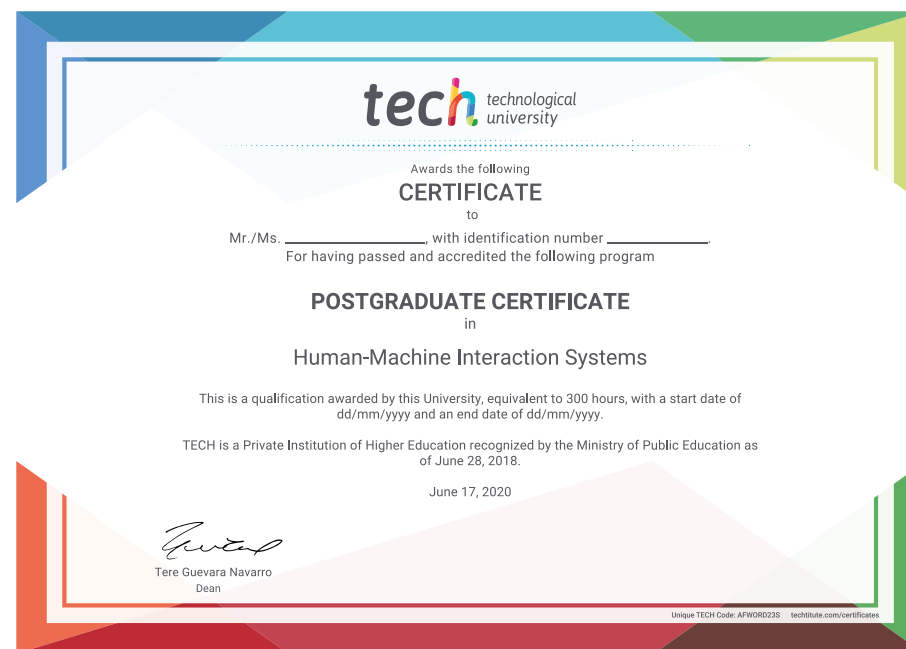 tech technological
university
Awards the following
CERTIFICATE
to
Mr./Ms. ____________________, with identification number ______________.
For having passed and accredited the following program
POSTGRADUATE CERTIFICATE
in
Human-Machine Interaction Systems
This is a qualification awarded by this University, equivalent to 300 hours, with a start date of
dd/mm/yyyy and an end date of dd/mm/yyyy.
TECH is a Private Institution of Higher Education recognized by the Ministry of Public Education as
of June 28, 2018.
June 17, 2020
Tere Guevara Navarro
Dean
Unique TECH Code: AFWORD23S techtitute.com/certificates